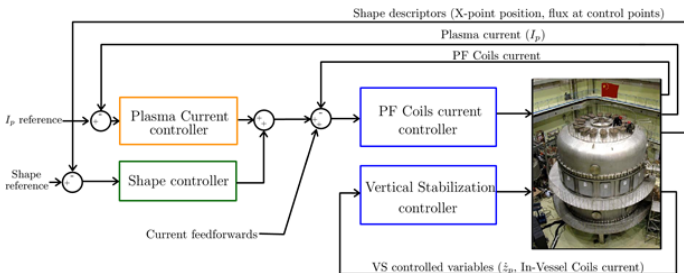 Shape descriptors (X-point position, flux at control points)
Plasma current (Ip)
PF Coils current
Ip reference
Plasma Current
controller
PF Coils current
controller
Shape
reference
Shape controller
Vertical Stabilization
controller
Current feedforwards
VS controlled variables (żp, In-Vessel Coils current)